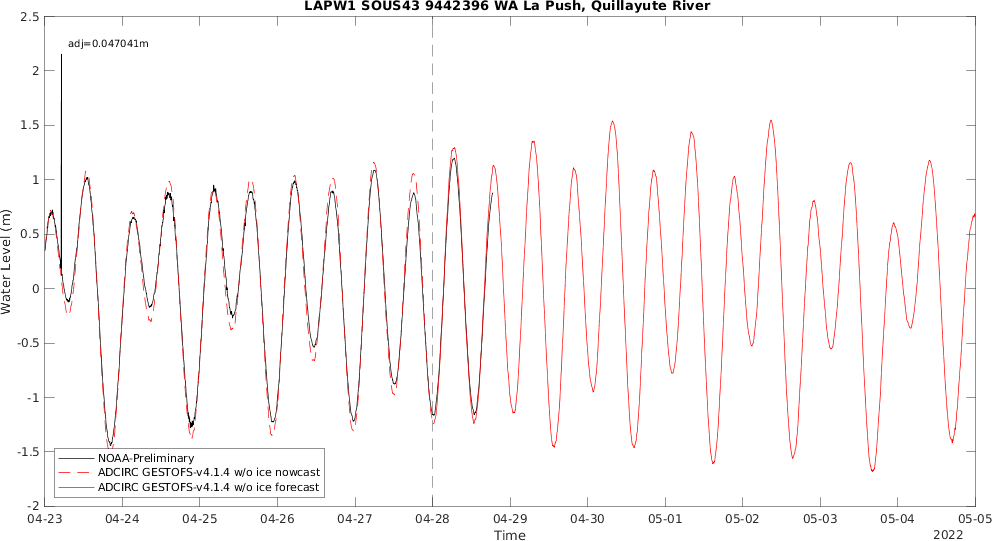 LAPW1 SOUS43 9442396 WA La Push, Quillayute River
adj=0.047041m
2.5
2
1.5
1
0.5
0
-0.5
-1
-1.5
-2
Water Level (m)
NOAA-Preliminary
ADCIRC GESTOFS-v4.1.4 w/o ice nowcast
ADCIRC GESTOFS-v4.1.4 w/o ice forecast
04-23 04-24 04-25 04-26 04-27 04-28 04-29 04-30 05-01 05-02 05-03 05-04 05-05
Time
2022